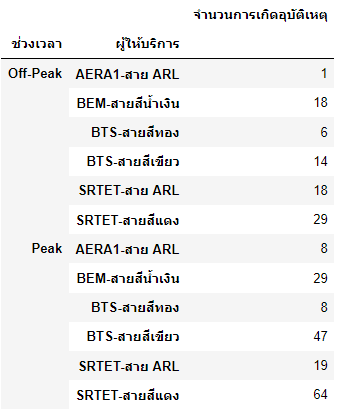 จำนวนการเกิดอุบัติเหตุ
ช่วงเวลา ผู้ให้บริการ
Off-Peak AERA1-สาย ARL 1
BEM-สายสีน้ำเงิน 18
BTS-สายสีทอง 6
BTS-สายสีเขียว 14
SRTET-สาย ARL 18
SRTET-สายสีแดง 29
Peak AERA1-สาย ARL 8
BEM-สายสีน้ำเงิน 29
BTS-สายสีทอง 8
BTS-สายสีเขียว 47
SRTET-สาย ARL 19
SRTET-สายสีแดง 64